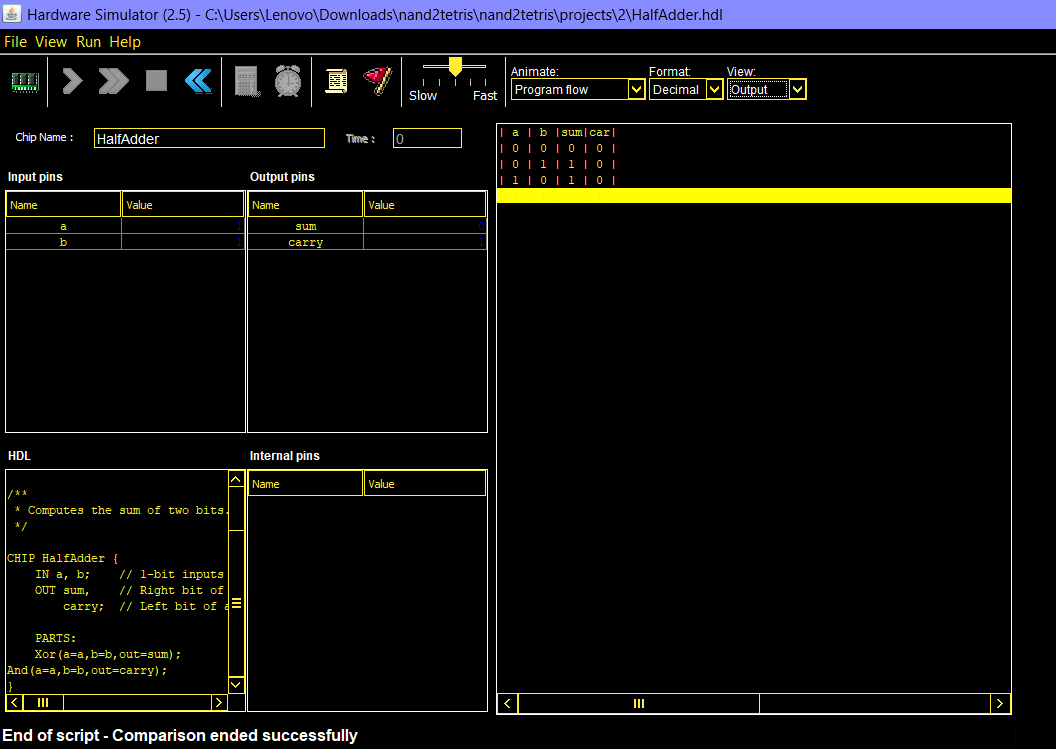 Hardware Simulator (2.5) - C:\Users\Lenovo\Downloads\nand2tetris\nand2tetris\projects\2\HalfAdder.hdl
File View Run Help
Slow Fast
Animate: Format: View:
Program flow Decimal Output
Chip Name : HalfAdder Time : 0
Input pins
Name Value
a 1
b 1
Output pins
Name Value
sum 0
carry 1
HDL
/**
* Computes the sum of two bits.
*/
CHIP HalfAdder {
IN a, b; // 1-bit inputs
OUT sum, // Right bit of
carry; // Left bit of a
PARTS:
Xor(a=a,b=b,out=sum);
And(a=a,b=b,out=carry);
}
Internal pins
Name Value
| a | b |sum|car|
| 0 | 0 | 0 | 0 |
| 0 | 1 | 1 | 0 |
| 1 | 0 | 1 | 0 |
End of script - Comparison ended successfully